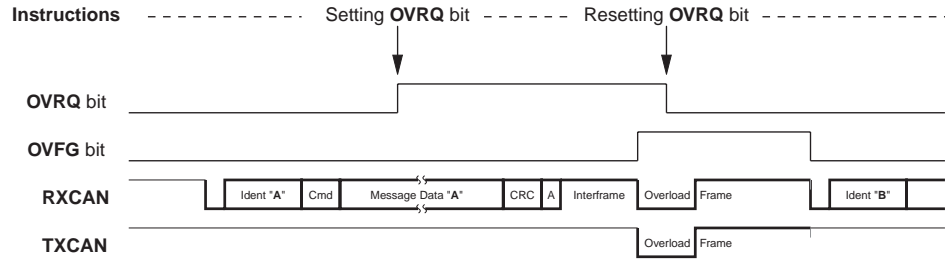 Instructions Setting OVRQ bit Resetting OVRQ bit
OVRQ bit
OVFG bit
RXCAN Ident "A" Cmd Message Data "A" CRC A Interframe Overload Frame Ident "B"
TXCAN Overload Frame